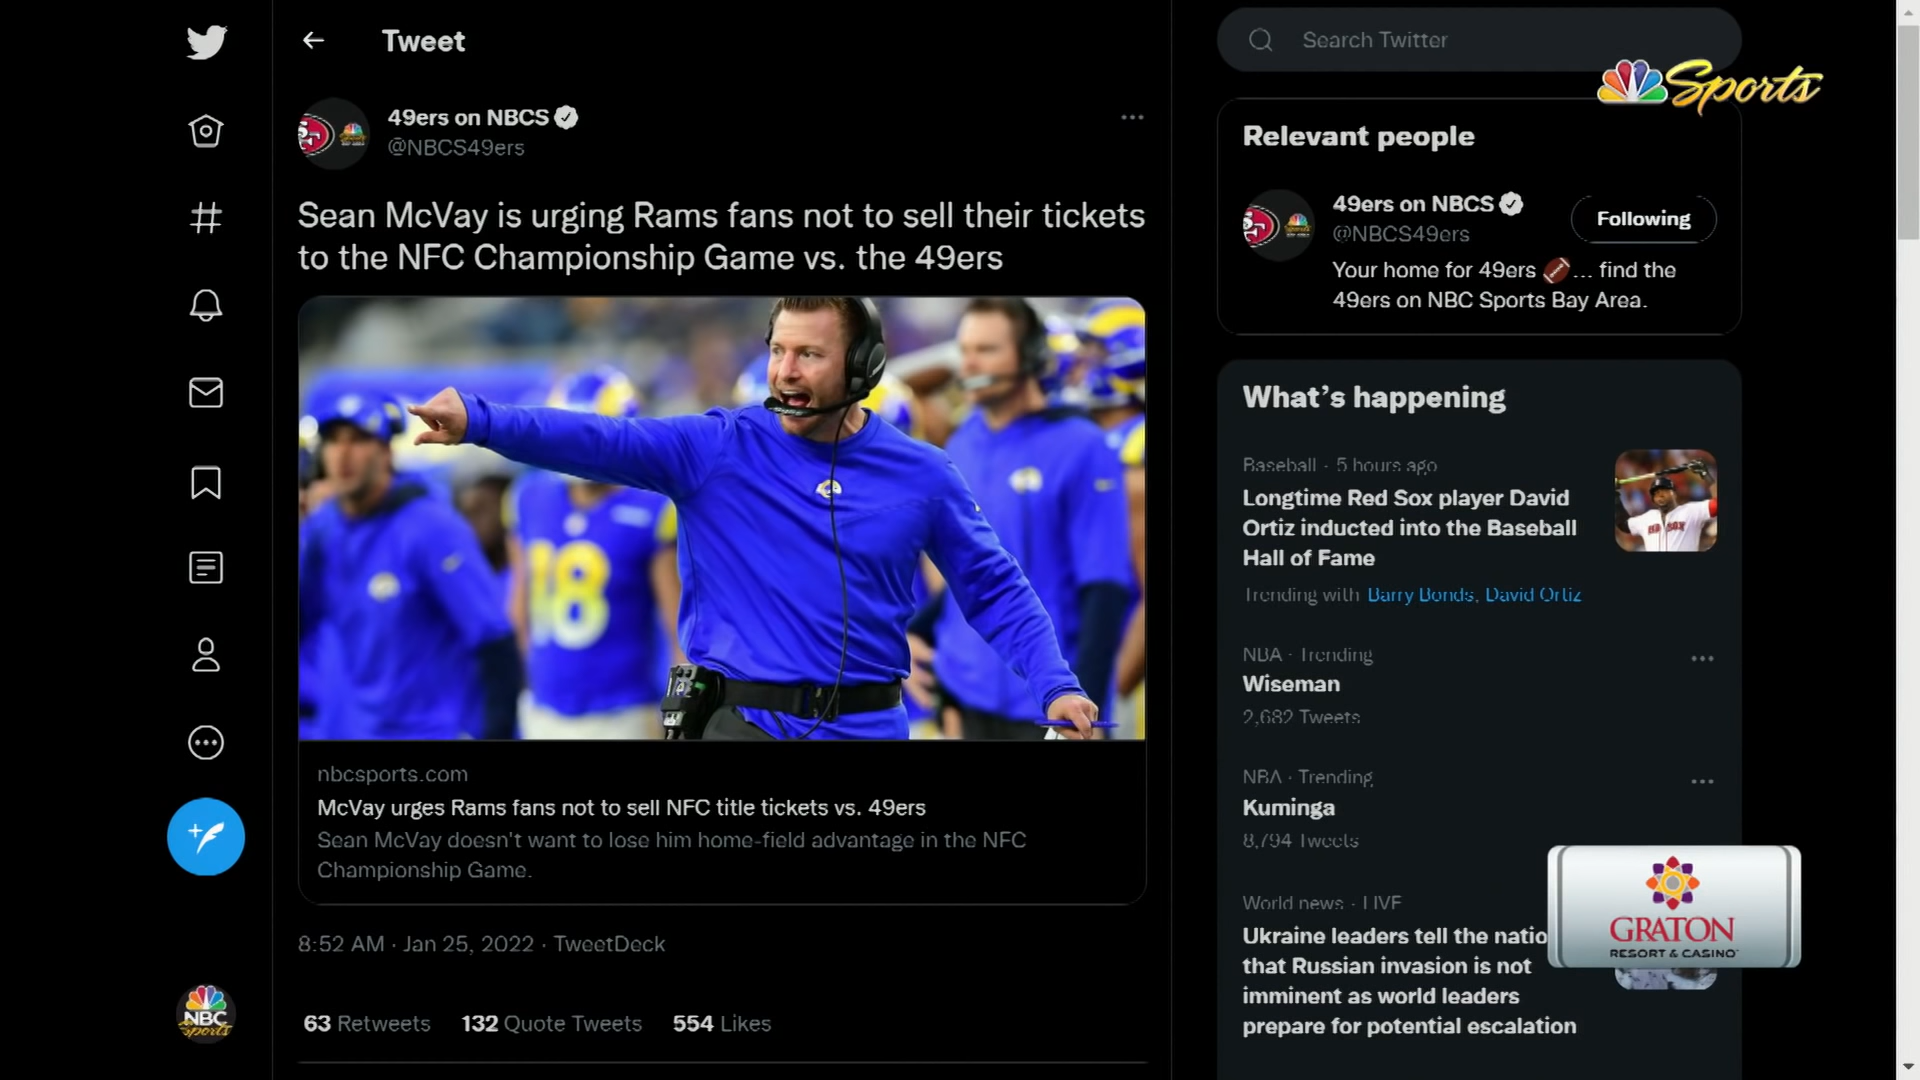 Tweet
49ers on NBCS
@NBCS49ers
Sean McVay is urging Rams fans not to sell their tickets
to the NFC Championship Game vs. the 49ers
18
nbcsports.com
McVay urges Rams fans not to sell NFC title tickets vs. 49ers
Sean McVay doesn't want to lose him home-field advantage in the NFC
Championship Game.
8:52 AM · Jan 25, 2022 · TweetDeck
63 Retweets 132 Quote Tweets 554 Likes
NBC
sports
Search Twitter
Sports
Relevant people
49ers on NBCS
@NBCS49ers
Following
Your home for 49ers 🏈... find the
49ers on NBC Sports Bay Area.
What's happening
Baseball · 5 hours ago
Longtime Red Sox player David
Ortiz inducted into the Baseball
Hall of Fame
Trending with Barry Bonds, David Ortiz
NBA · Trending
Wiseman
2,682 Tweets
NBA · Trending
Kuminga
8,794 Tweets
World news · LIVE
Ukraine leaders tell the natio
that Russian invasion is not
imminent as world leaders
prepare for potential escalation
GRATON
RESORT & CASINO